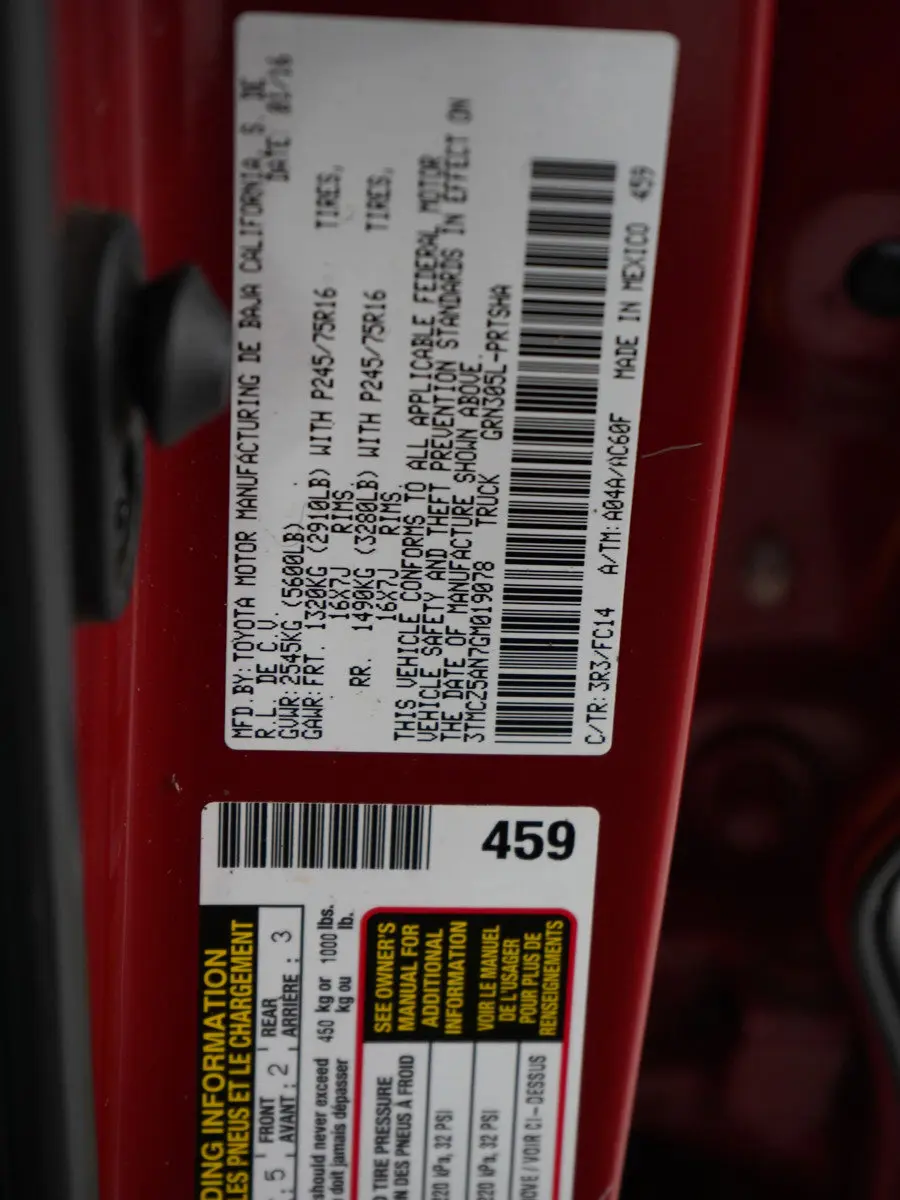 MFD BY: TOYOTA MOTOR MANUFACTURING DE BAJA CALIFORNIA, S. DE
R.L. DE C.V. DATE:
GVWR: 2545KG (5600LB)
GAWR: FRT. 1320KG (2910LB) WITH P245/75R16 TIRES,
16X7J RIMS,
RR. 1490KG (3280LB) WITH P245/75R16 TIRES,
16X7J RIMS.
THIS VEHICLE CONFORMS TO ALL APPLICABLE FEDERAL MOTOR
VEHICLE SAFETY AND THEFT PREVENTION STANDARDS IN EFFECT ON
THE DATE OF MANUFACTURE SHOWN ABOVE.
3TMCZ5AN7GM019078 TRUCK GRN305L-PRTSHA
C/TR: 3R3/FC14 A/TM: A04A/AC60F MADE IN MEXICO 459
459
DING INFORMATION
LES PNEUS ET LE CHARGEMENT
: 5 FRONT AVANT : 2 REAR ARRIÈRE : 3
should never exceed 450 kg or 1000 lbs.
doit jamais dépasser kg ou lb.
TIRE PRESSURE
N DES PNEUS À FROID
220 kPa, 32 PSI
220 kPa, 32 PSI
OVE / VOIR CI-DESSUS
SEE OWNER'S
MANUAL FOR
ADDITIONAL
INFORMATION
VOIR LE MANUEL
DE L'USAGER
POUR PLUS DE
RENSEIGNEMENTS